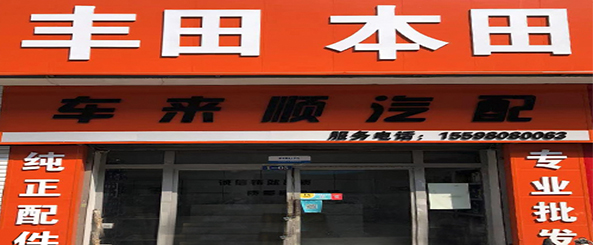 丰田 本田
车来顺汽配
服务电话：15598080063
纯正配件
专业批发